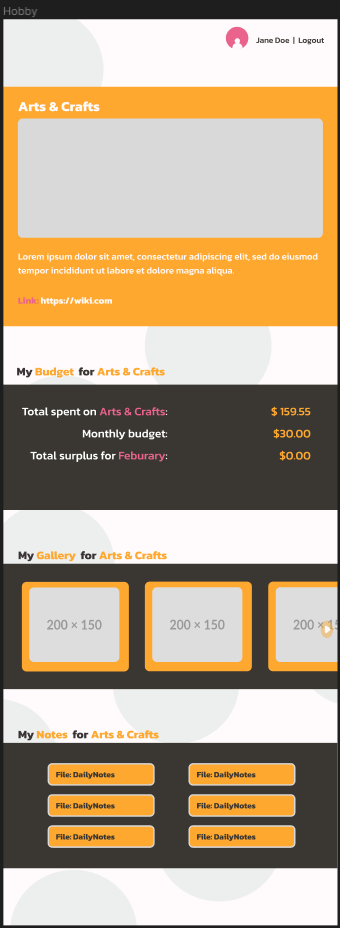 Hobby
Jane Doe | Logout
Arts & Crafts
Lorem ipsum dolor sit amet, consectetur adipiscing elit, sed do eiusmod
tempor incididunt ut labore et dolore magna aliqua.
Link: https://wiki.com
My Budget for Arts & Crafts
Total spent on Arts & Crafts: $ 159.55
Monthly budget: $30.00
Total surplus for Feburary: $0.00
My Gallery for Arts & Crafts
200 × 150 200 × 150 200 × 15
My Notes for Arts & Crafts
File: DailyNotes File: DailyNotes
File: DailyNotes File: DailyNotes
File: DailyNotes File: DailyNotes